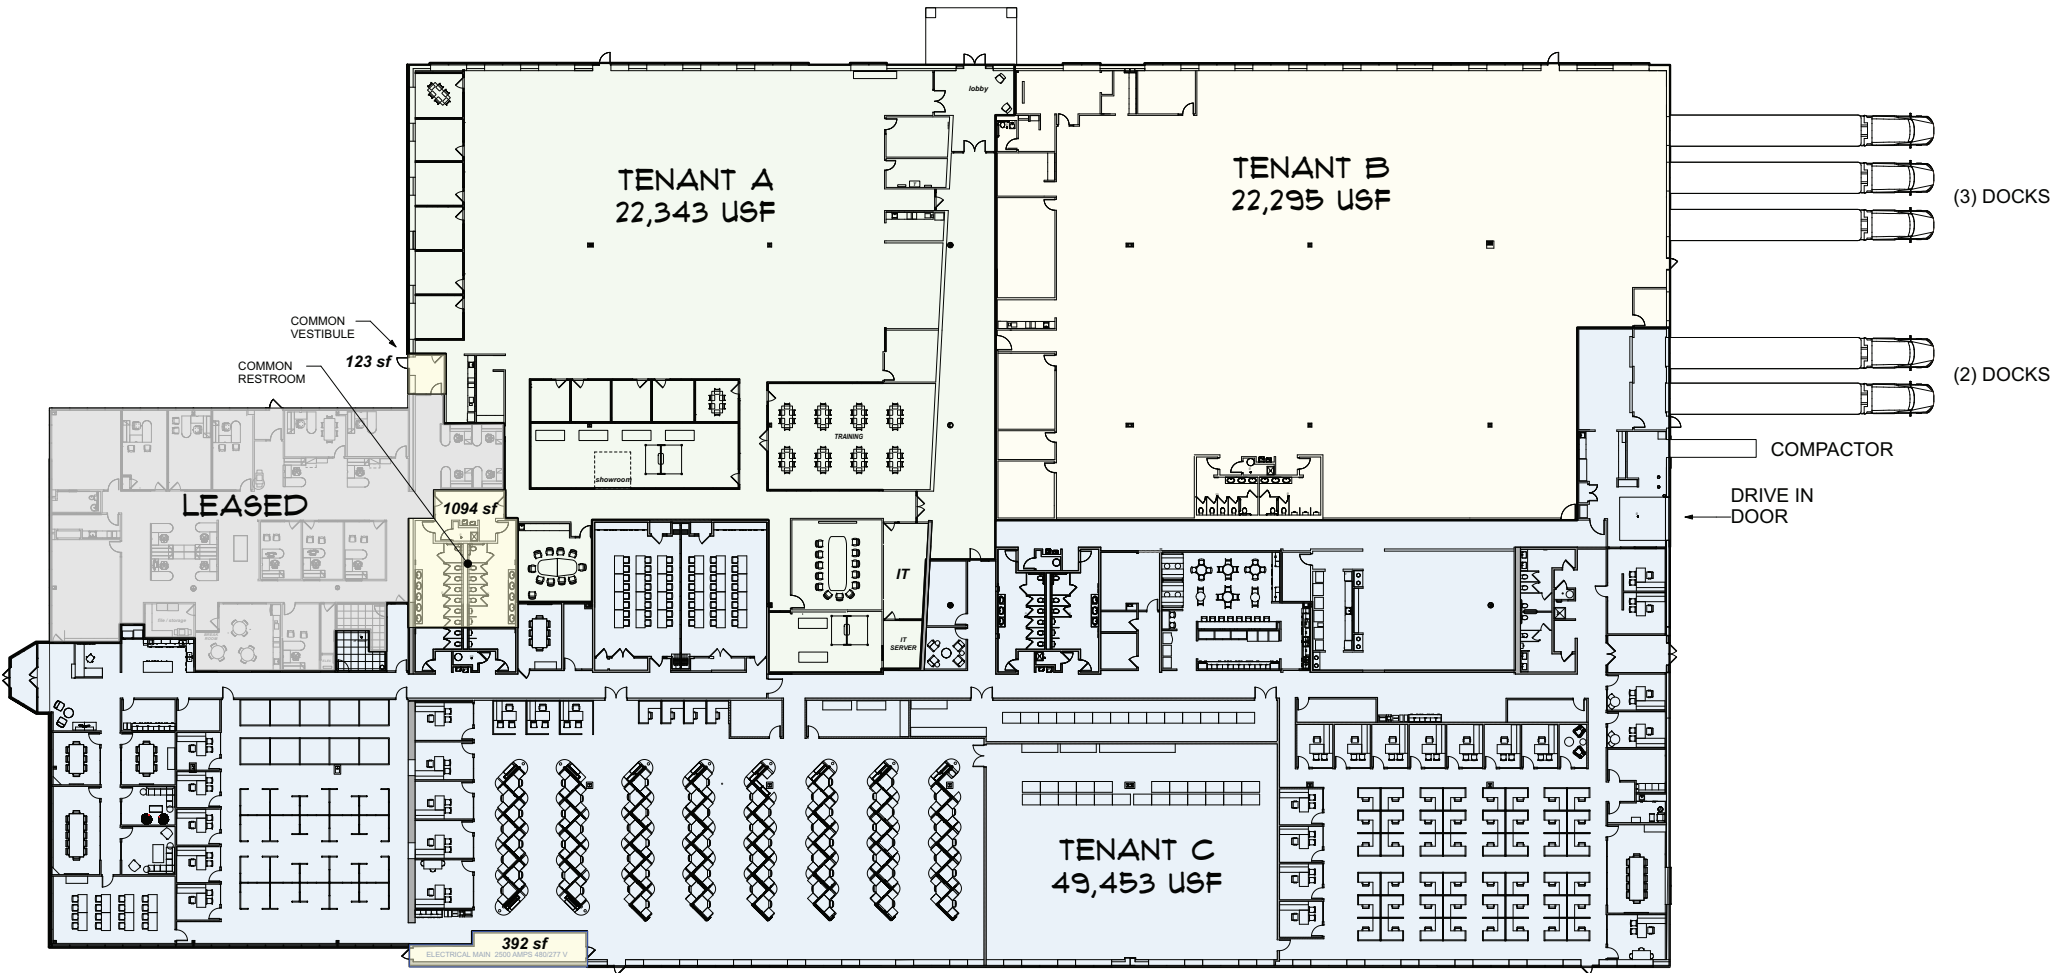 lobby
TENANT A
22,343 USF
TENANT B
22,295 USF
(3) DOCKS
COMMON
VESTIBULE
123 sf
COMMON
RESTROOM
(2) DOCKS
TRAINING
showroom
COMPACTOR
LEASED
1094 sf
DRIVE IN
DOOR
IT
IT
SERVER
file / storage
TENANT C
49,453 USF
392 sf
ELECTRICAL MAIN 2500 AMPS 480/277 V